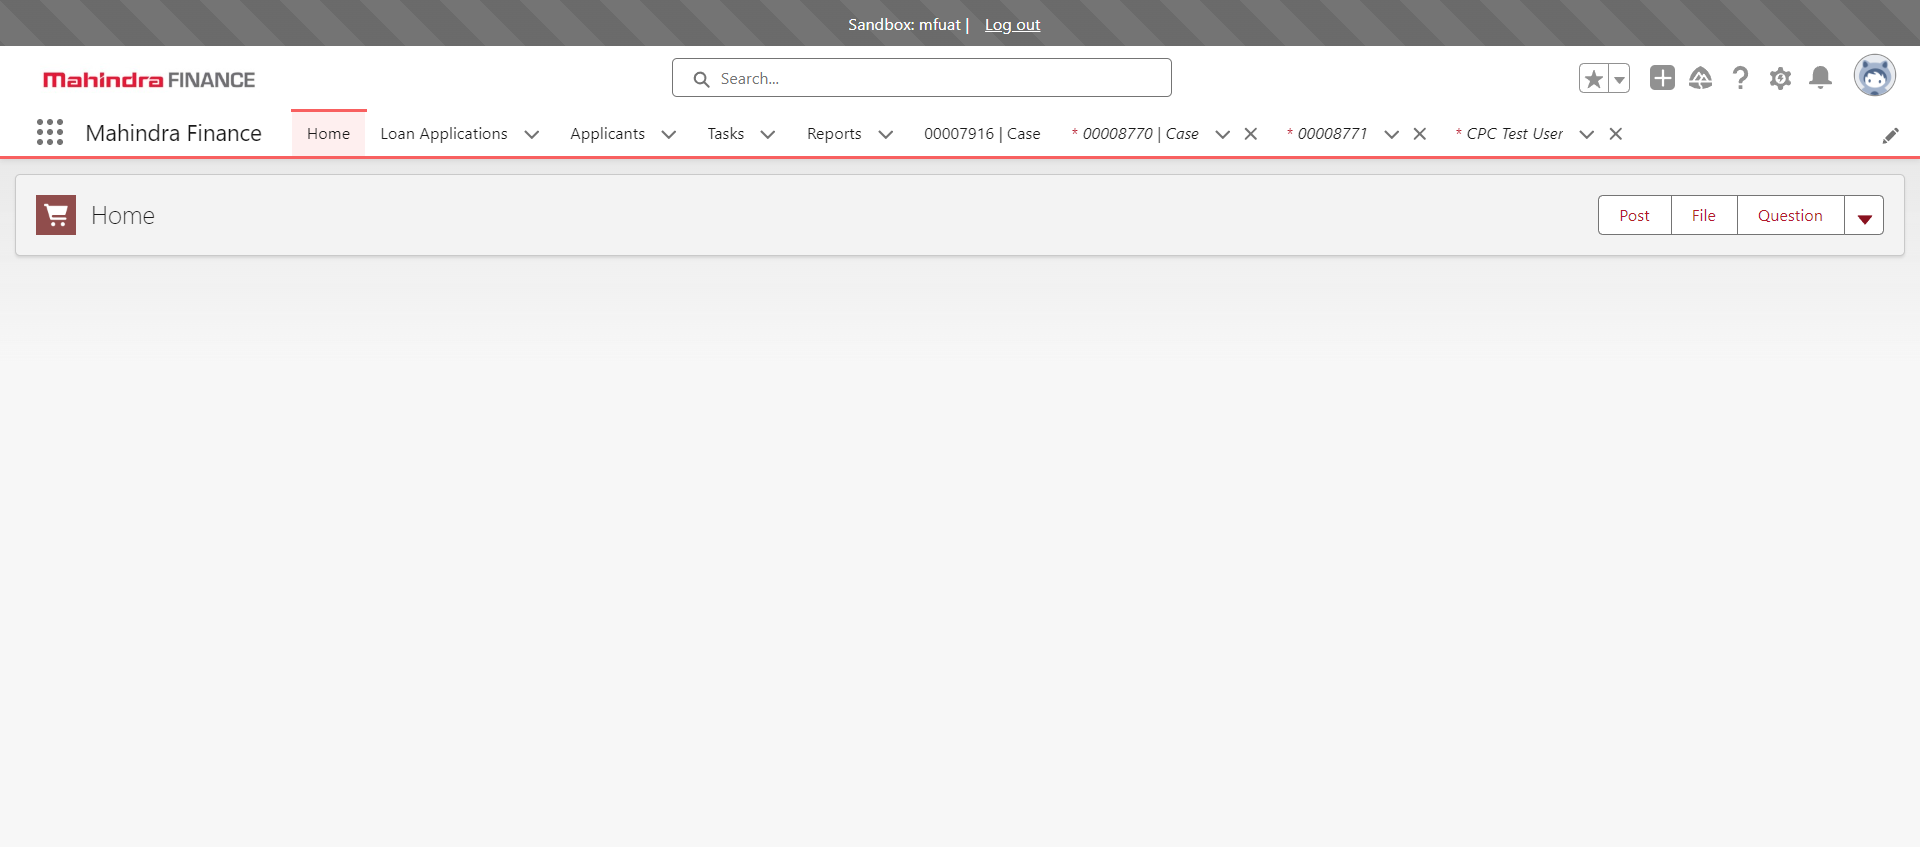 Sandbox: mfuat | Log out
Mahindra FINANCE
Search...
Mahindra Finance
Home
Loan Applications
Applicants
Tasks
Reports
00007916 | Case
* 00008770 | Case
* 00008771
* CPC Test User
Home
Post
File
Question